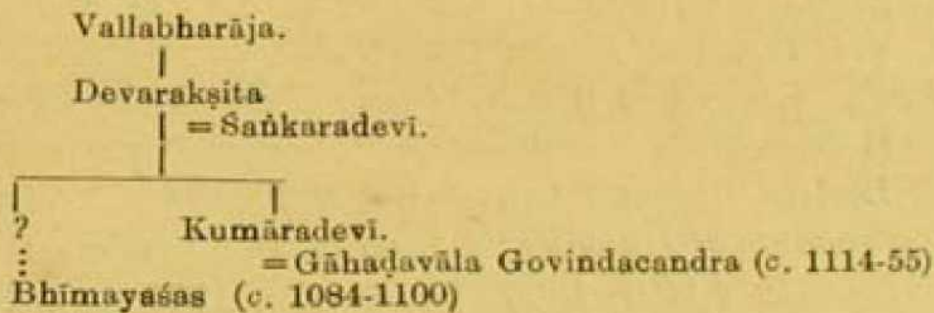 Vallabharāja.
Devarakṣita
= Śaṅkaradevī.
?
Kumāradevī.
= Gāhaḍavāla Govindacandra (c. 1114-55)
Bhīmayaśas (c. 1084-1100)